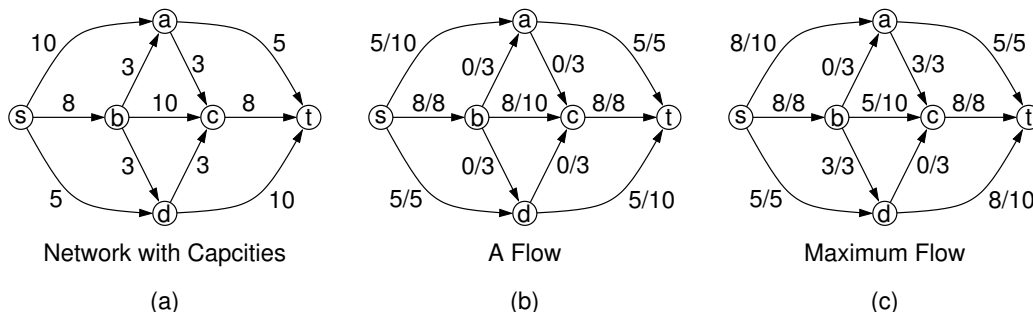 a a a
10 5 5/10 5/5 8/10 5/5
3 3 0/3 0/3 0/3 3/3
s 8 b 10 c 8 t s 8/8 b 8/10 c 8/8 t s 8/8 b 5/10 c 8/8 t
3 3 0/3 0/3 3/3 0/3
5 10 5/5 5/10 5/5 8/10
d d d
Network with Capcities A Flow Maximum Flow
(a) (b) (c)